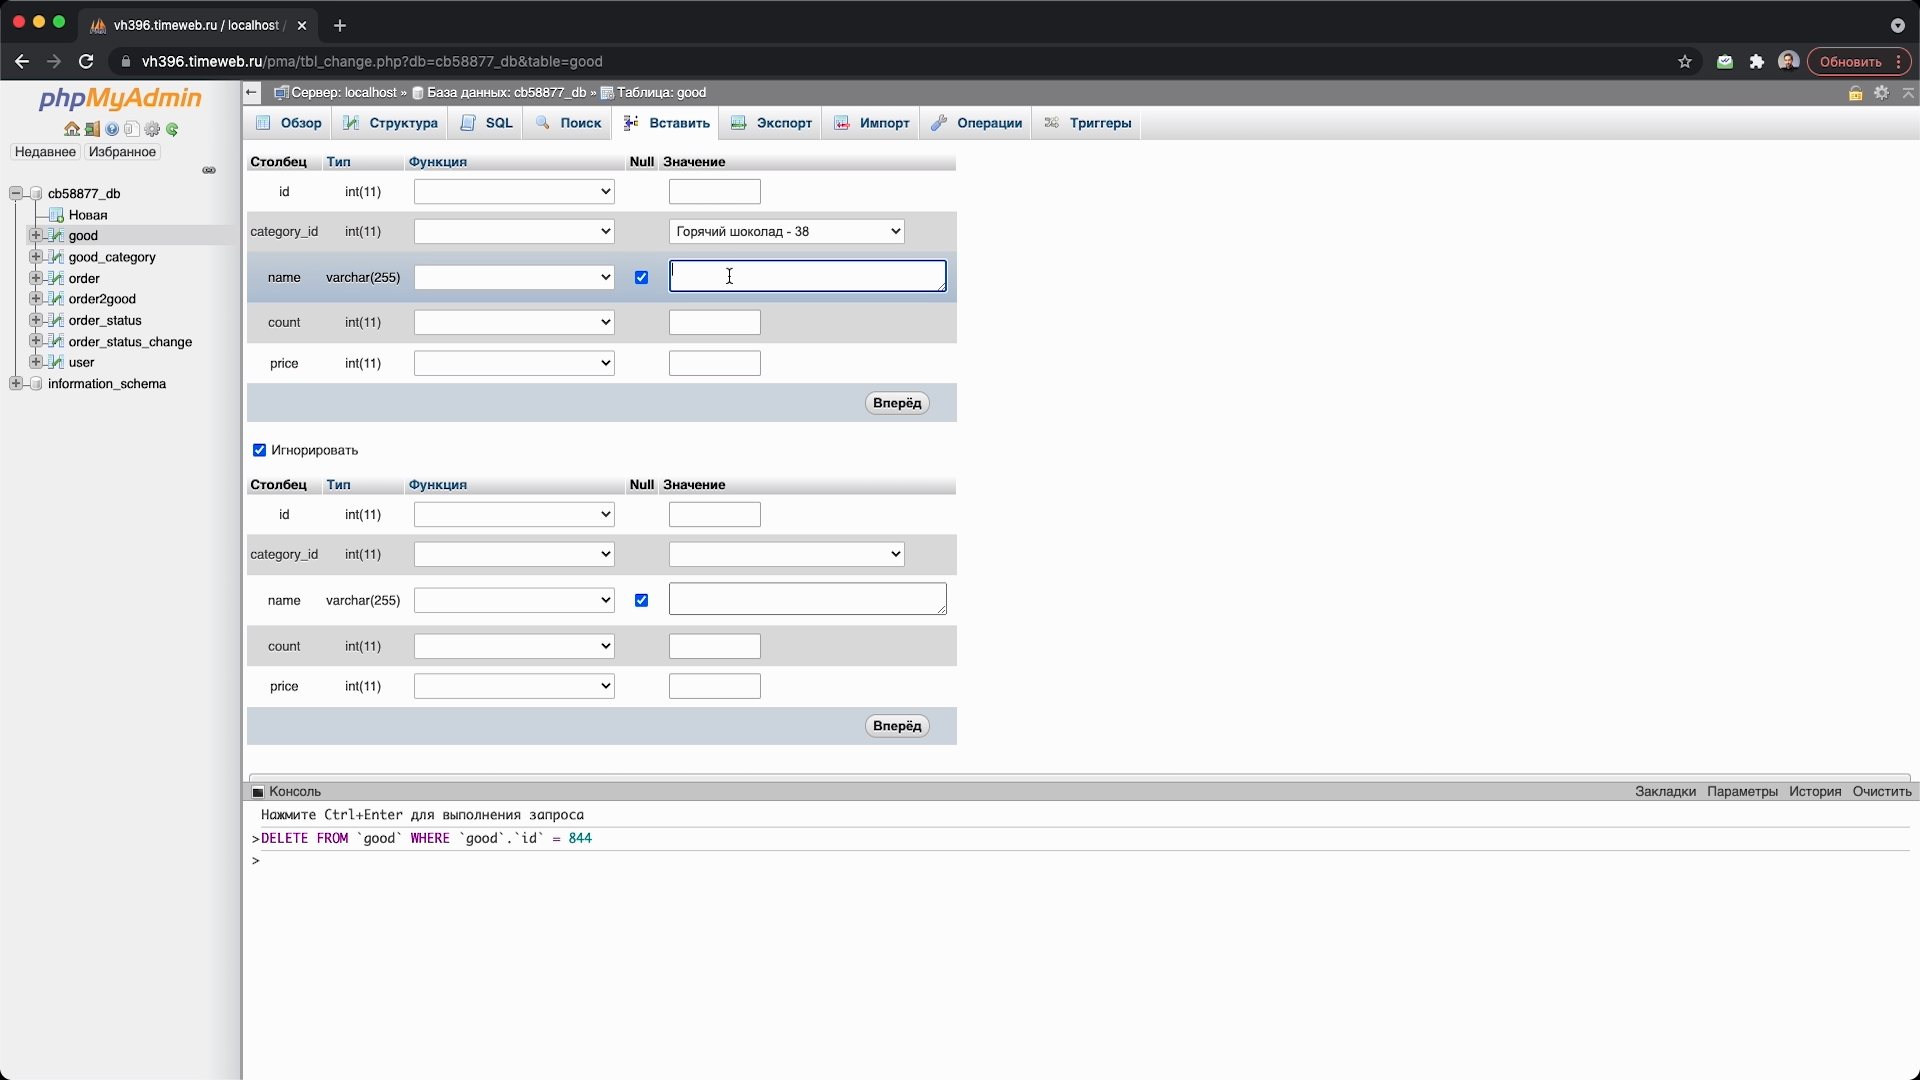 vh396.timeweb.ru / localhost /
vh396.timeweb.ru/pma/tbl_change.php?db=cb58877_db&table=good
Обновить
phpMyAdmin
Недавнее Избранное
cb58877_db
Новая
good
good_category
order
order2good
order_status
order_status_change
user
information_schema
Сервер: localhost » База данных: cb58877_db » Таблица: good
Обзор Структура SQL Поиск Вставить Экспорт Импорт Операции Триггеры
Столбец Тип Функция Null Значение
id int(11)
category_id int(11) Горячий шоколад - 38
name varchar(255)
count int(11)
price int(11)
Вперёд
Игнорировать
Столбец Тип Функция Null Значение
id int(11)
category_id int(11)
name varchar(255)
count int(11)
price int(11)
Вперёд
Консоль Закладки Параметры История Очистить
Нажмите Ctrl+Enter для выполнения запроса
>DELETE FROM `good` WHERE `good`.`id` = 844
>